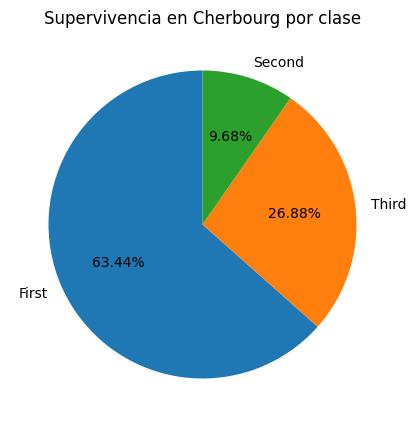 Supervivencia en Cherbourg por clase
Second
9.68%
Third
26.88%
63.44%
First